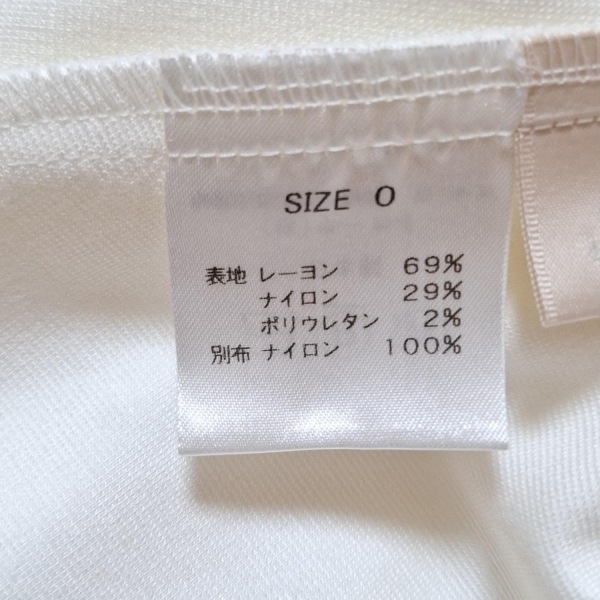 SIZE 0
表地 レーヨン 69%
ナイロン 29%
ポリウレタン 2%
別布 ナイロン 100%